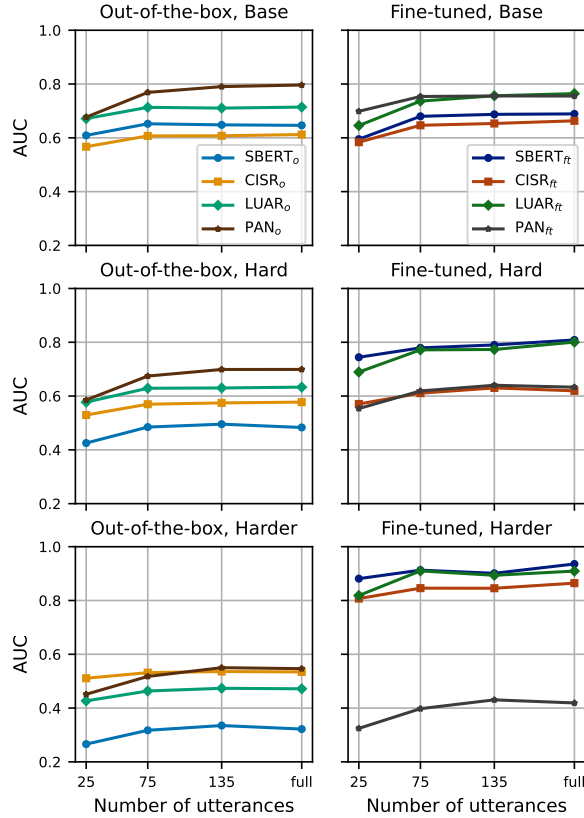 Out-of-the-box, Base
Fine-tuned, Base
1.0
0.8
0.6
0.4
0.2
AUC
SBERT_o
CISR_o
LUAR_o
PAN_o
SBERT_ft
CISR_ft
LUAR_ft
PAN_ft
Out-of-the-box, Hard
Fine-tuned, Hard
1.0
0.8
0.6
0.4
0.2
AUC
Out-of-the-box, Harder
Fine-tuned, Harder
1.0
0.8
0.6
0.4
0.2
AUC
25 75 135 full
25 75 135 full
Number of utterances
Number of utterances